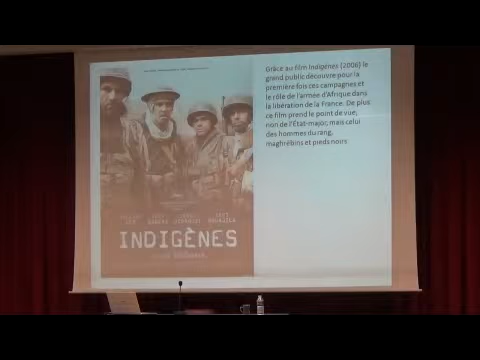 Grâce au film Indigènes (2006) le
grand public découvre pour la
première fois ces campagnes et
le rôle de l'armée d'Afrique dans
la libération de la France. De plus
ce film prend le point de vue,
non de l'État-major, mais celui
des hommes du rang,
maghrébins et pieds noirs
INDIGÈNES